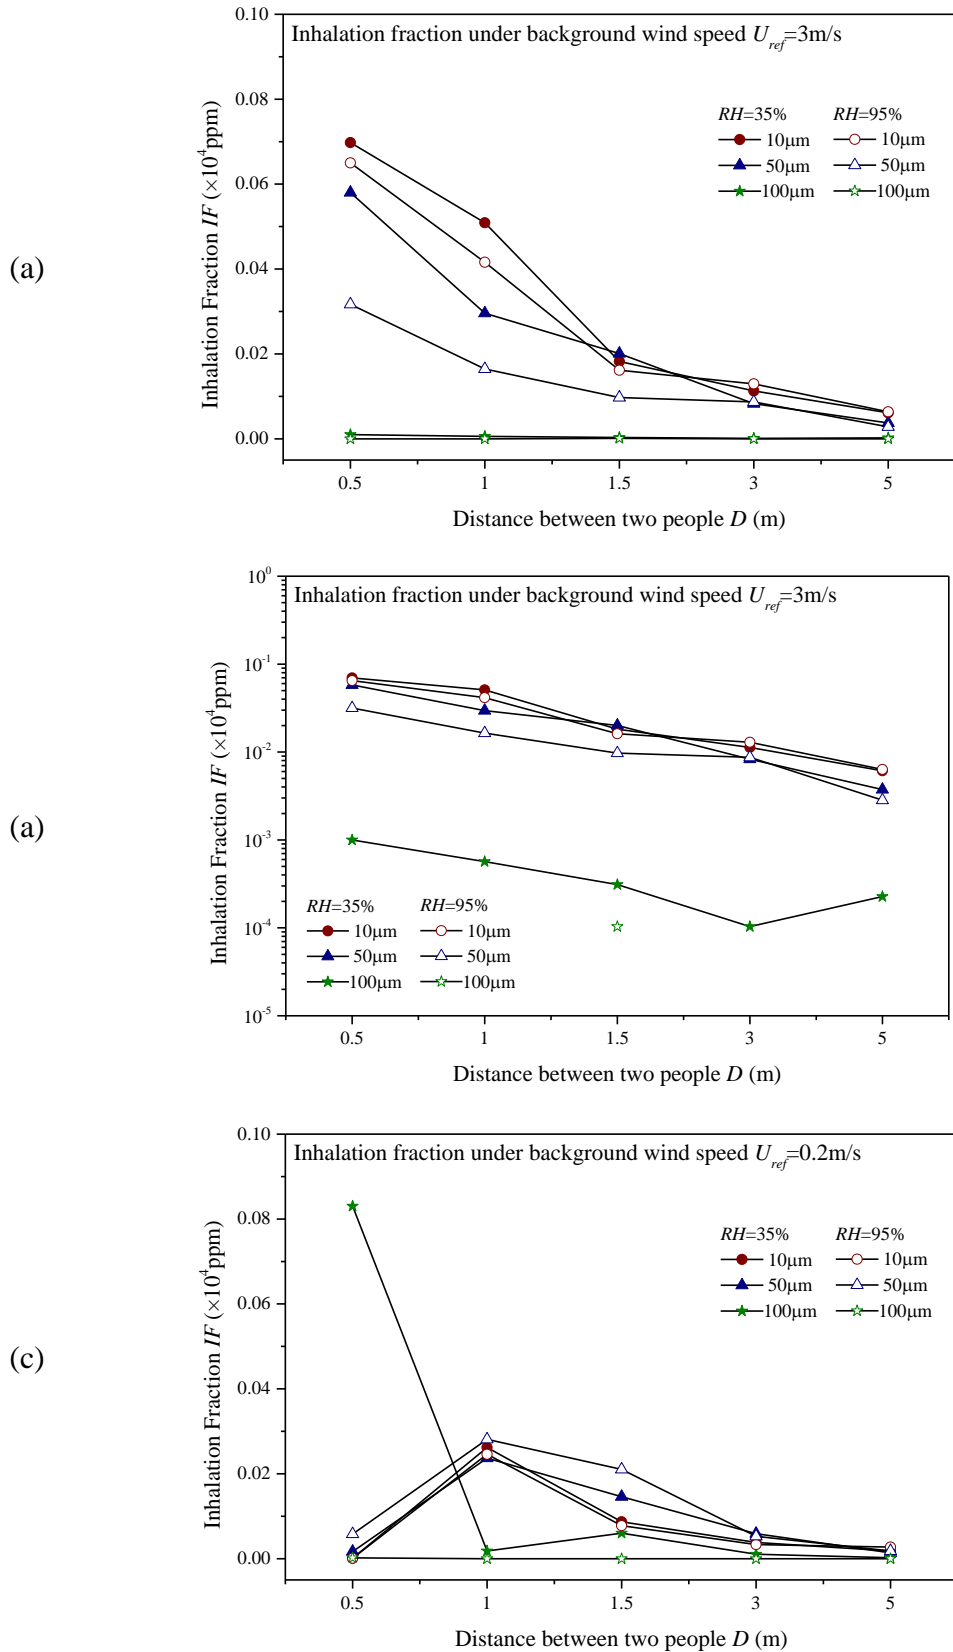 (a)
Inhalation Fraction IF (×10⁴ppm)
Inhalation fraction under background wind speed U_ref=3m/s
RH=35% RH=95%
10μm 10μm
50μm 50μm
100μm 100μm
0.10
0.08
0.06
0.04
0.02
0.00
0.5 1 1.5 3 5
Distance between two people D (m)
(a)
Inhalation Fraction IF (×10⁴ppm)
Inhalation fraction under background wind speed U_ref=3m/s
10⁰
10⁻¹
10⁻²
10⁻³
10⁻⁴
10⁻⁵
RH=35% RH=95%
10μm 10μm
50μm 50μm
100μm 100μm
0.5 1 1.5 3 5
Distance between two people D (m)
(c)
Inhalation Fraction IF (×10⁴ppm)
Inhalation fraction under background wind speed U_ref=0.2m/s
RH=35% RH=95%
10μm 10μm
50μm 50μm
100μm 100μm
0.10
0.08
0.06
0.04
0.02
0.00
0.5 1 1.5 3 5
Distance between two people D (m)